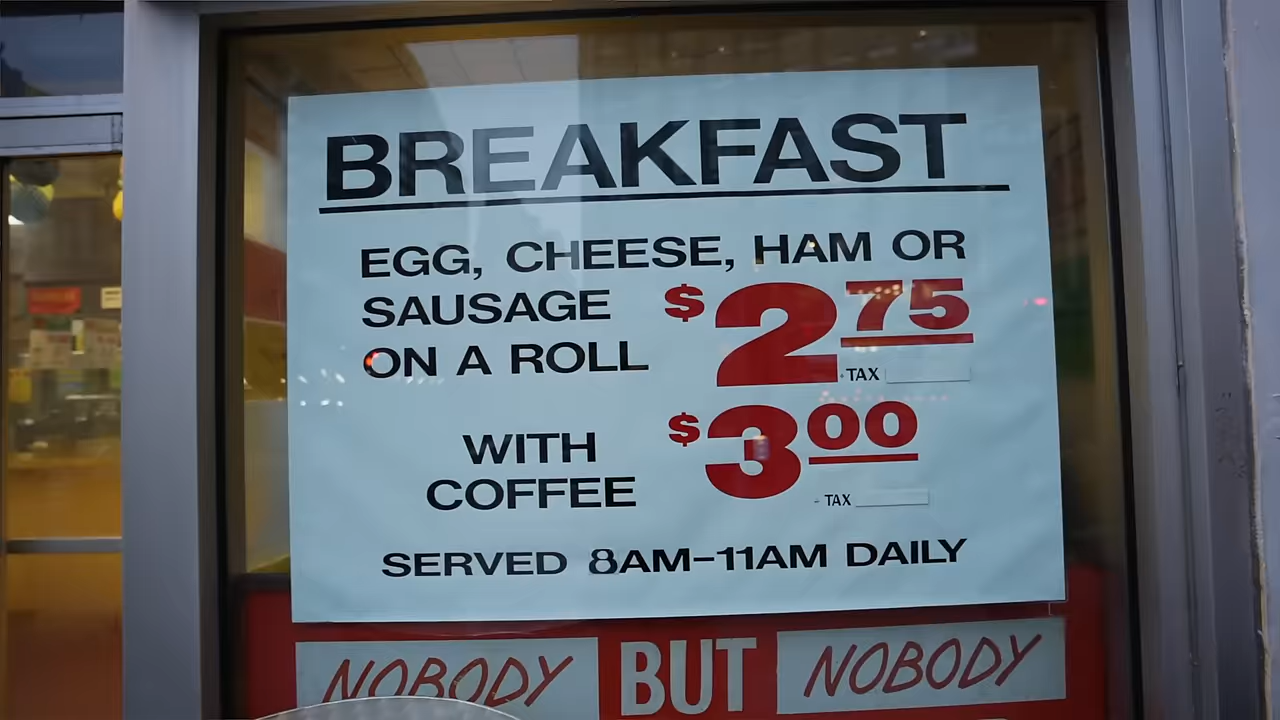 BREAKFAST
EGG, CHEESE, HAM OR
SAUSAGE $2 75
ON A ROLL
TAX
WITH $3 00
COFFEE
TAX
SERVED 8AM-11AM DAILY
NOBODY BUT NOBODY